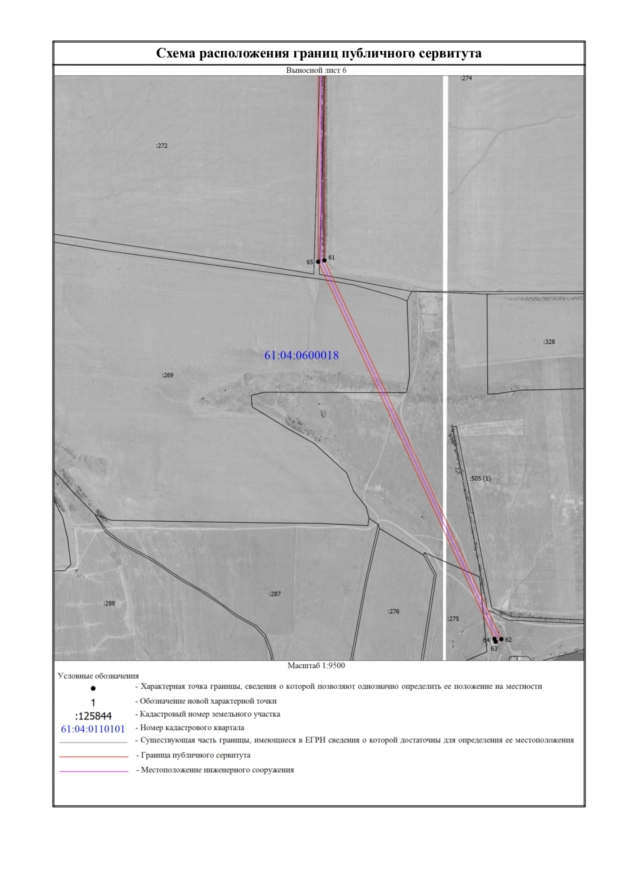 Схема расположения границ публичного сервитута
Выносной лист 6
:274
:272
65
61
61:04:0600018
:328
:269
:505 (1)
:287
:288
:276
:275
64
62
63
Масштаб 1:9500
Условные обозначения
- Характерная точка границы, сведения о которой позволяют однозначно определить ее положение на местности
1
- Обозначение новой характерной точки
:125844
- Кадастровый номер земельного участка
61:04:0110101
- Номер кадастрового квартала
- Существующая часть границы, имеющиеся в ЕГРН сведения о которой достаточны для определения ее местоположения
- Граница публичного сервитута
- Местоположение инженерного сооружения